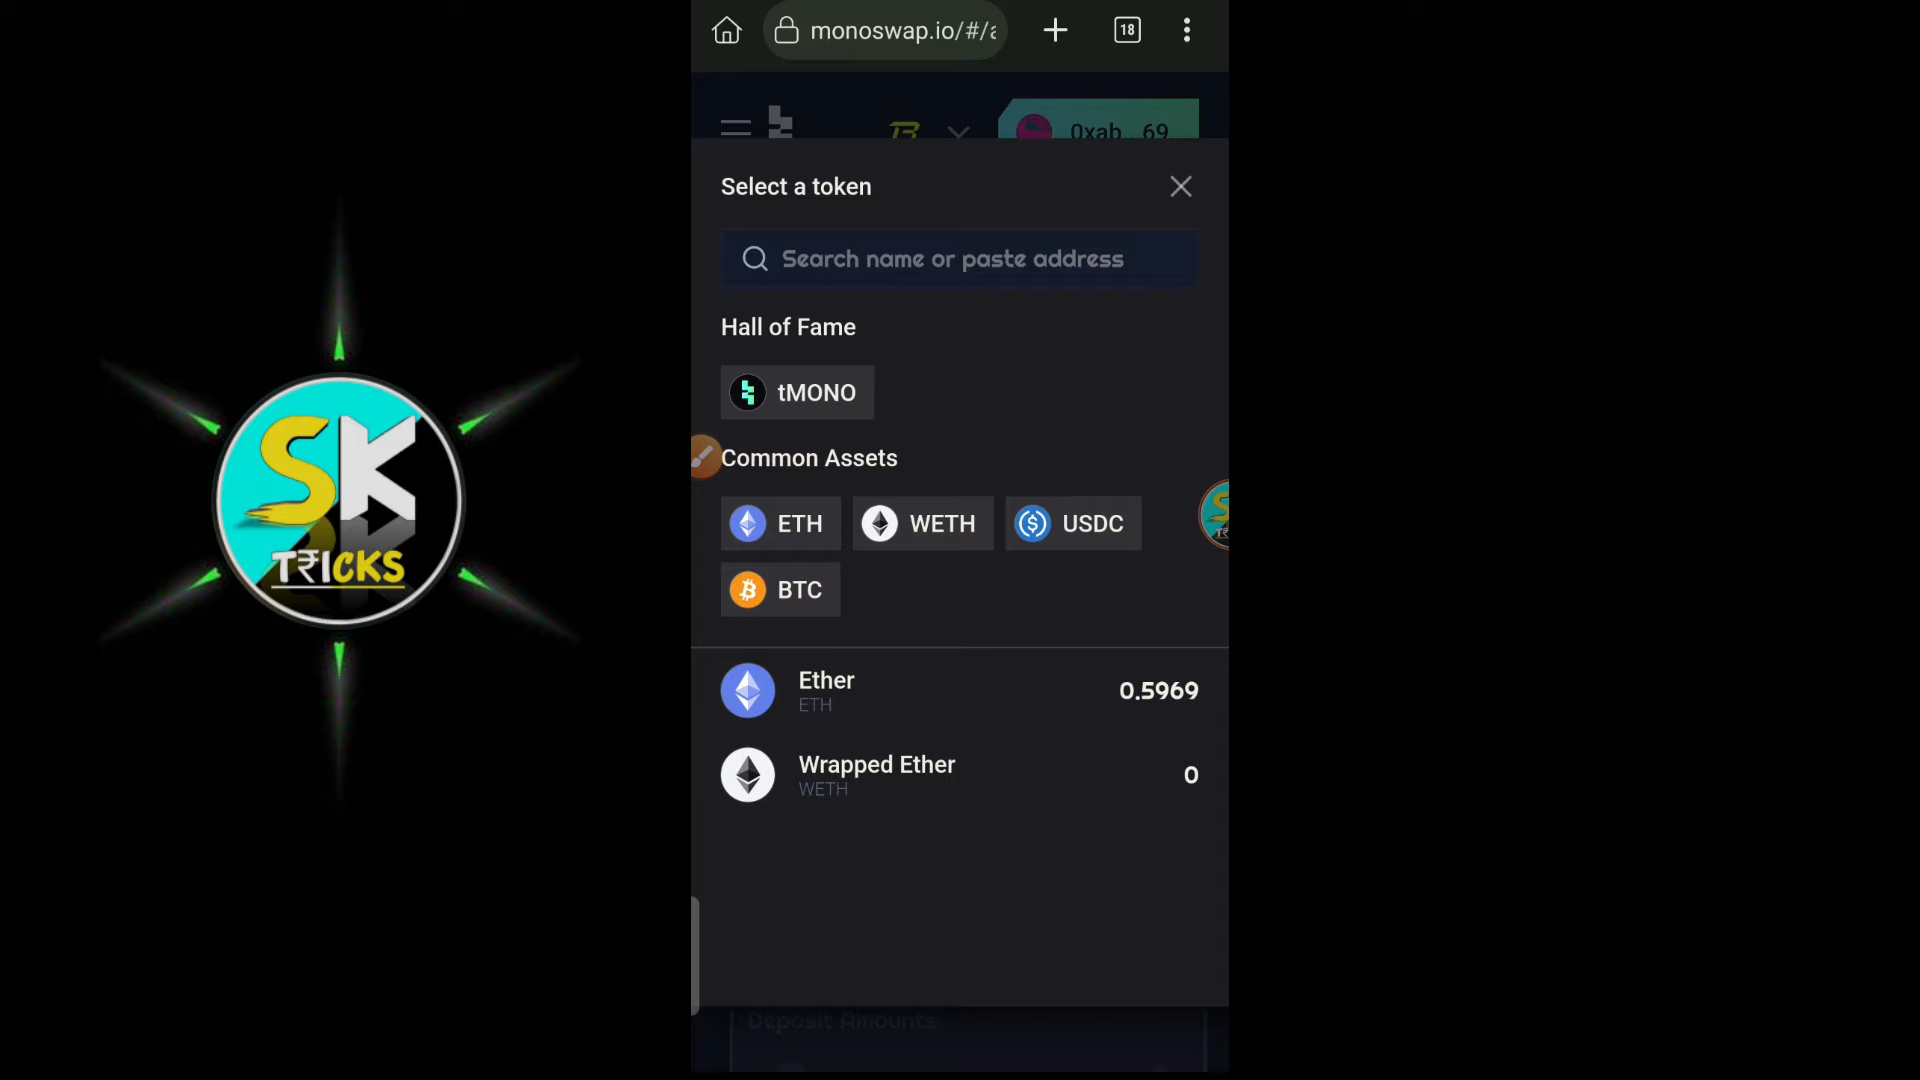 monoswap.io/#/a
18
0xab...69
Select a token
Search name or paste address
Hall of Fame
tMONO
Common Assets
ETH WETH USDC
BTC
Ether
ETH
0.5969
Wrapped Ether
WETH
0
Deposit Amounts
SK
T₹ICKS